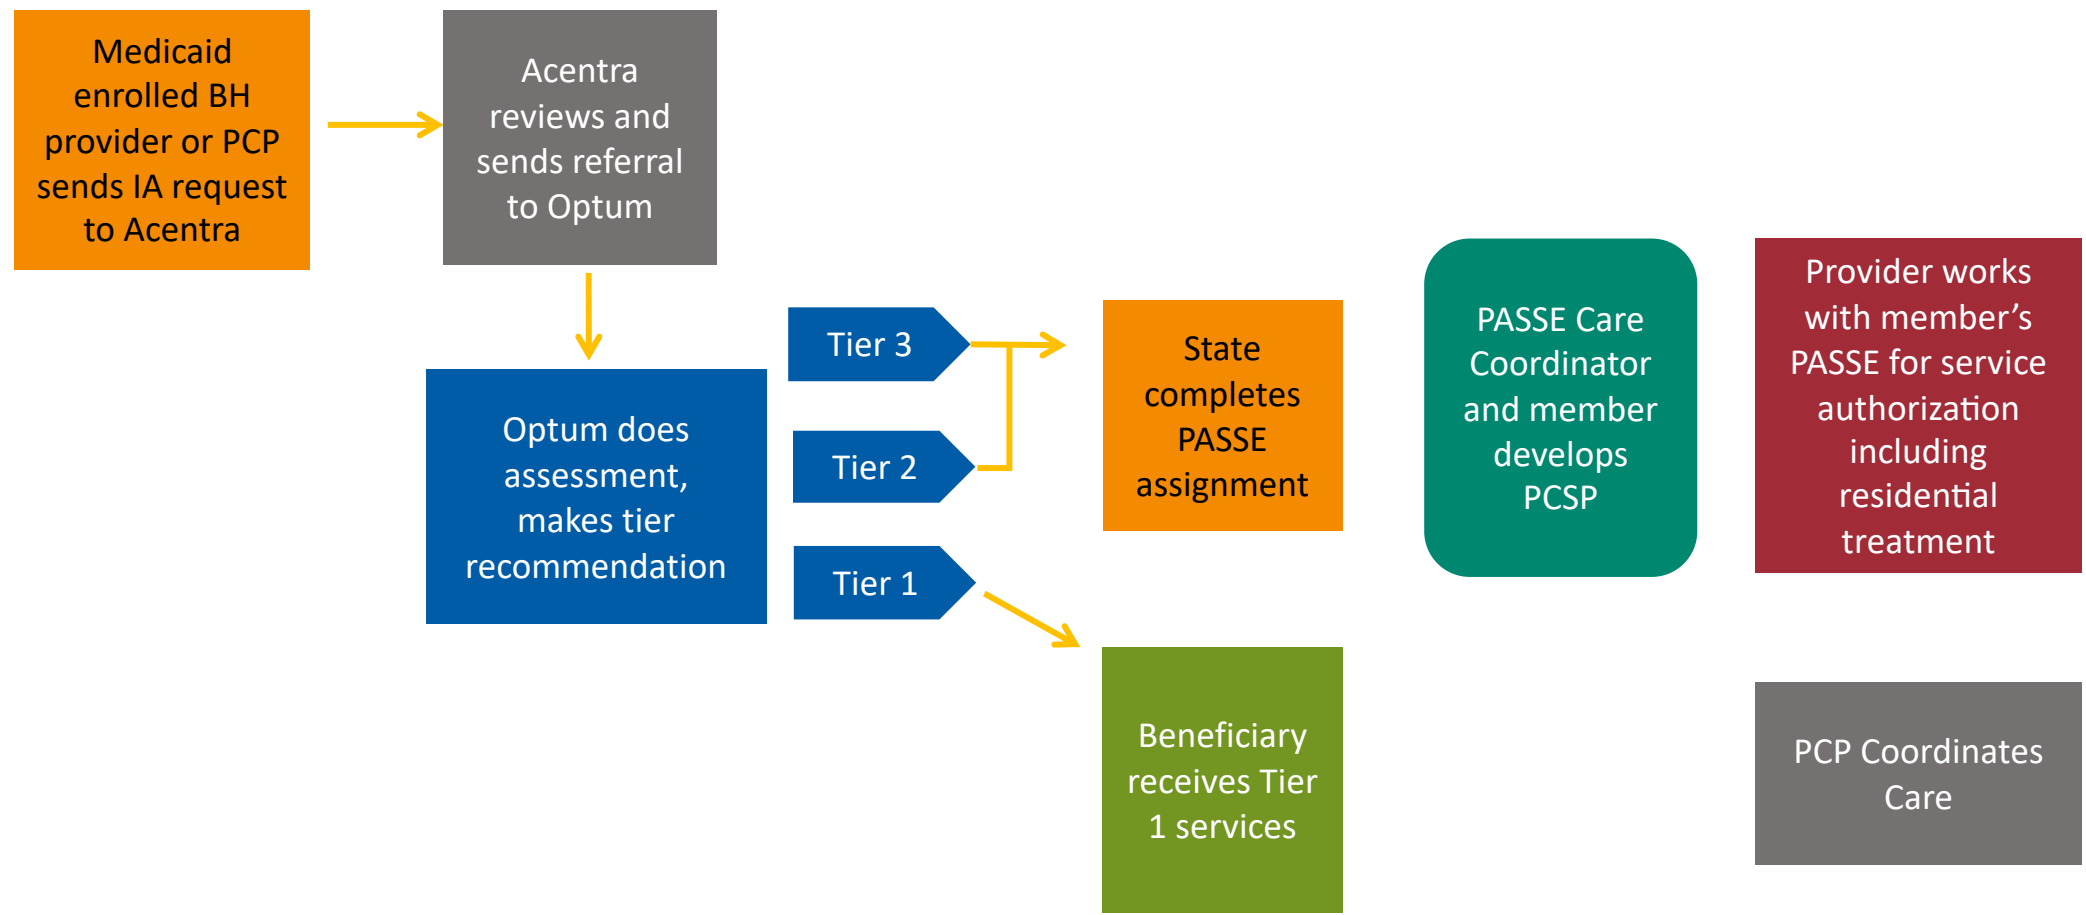 Medicaid
enrolled BH
provider or PCP
sends IA request
to Acentra
Acentra
reviews and
sends referral
to Optum
Optum does
assessment,
makes tier
recommendation
Tier 3
Tier 2
Tier 1
State
completes
PASSE
assignment
Beneficiary
receives Tier
1 services
PASSE Care
Coordinator
and member
develops
PCSP
Provider works
with member’s
PASSE for service
authorization
including
residential
treatment
PCP Coordinates
Care